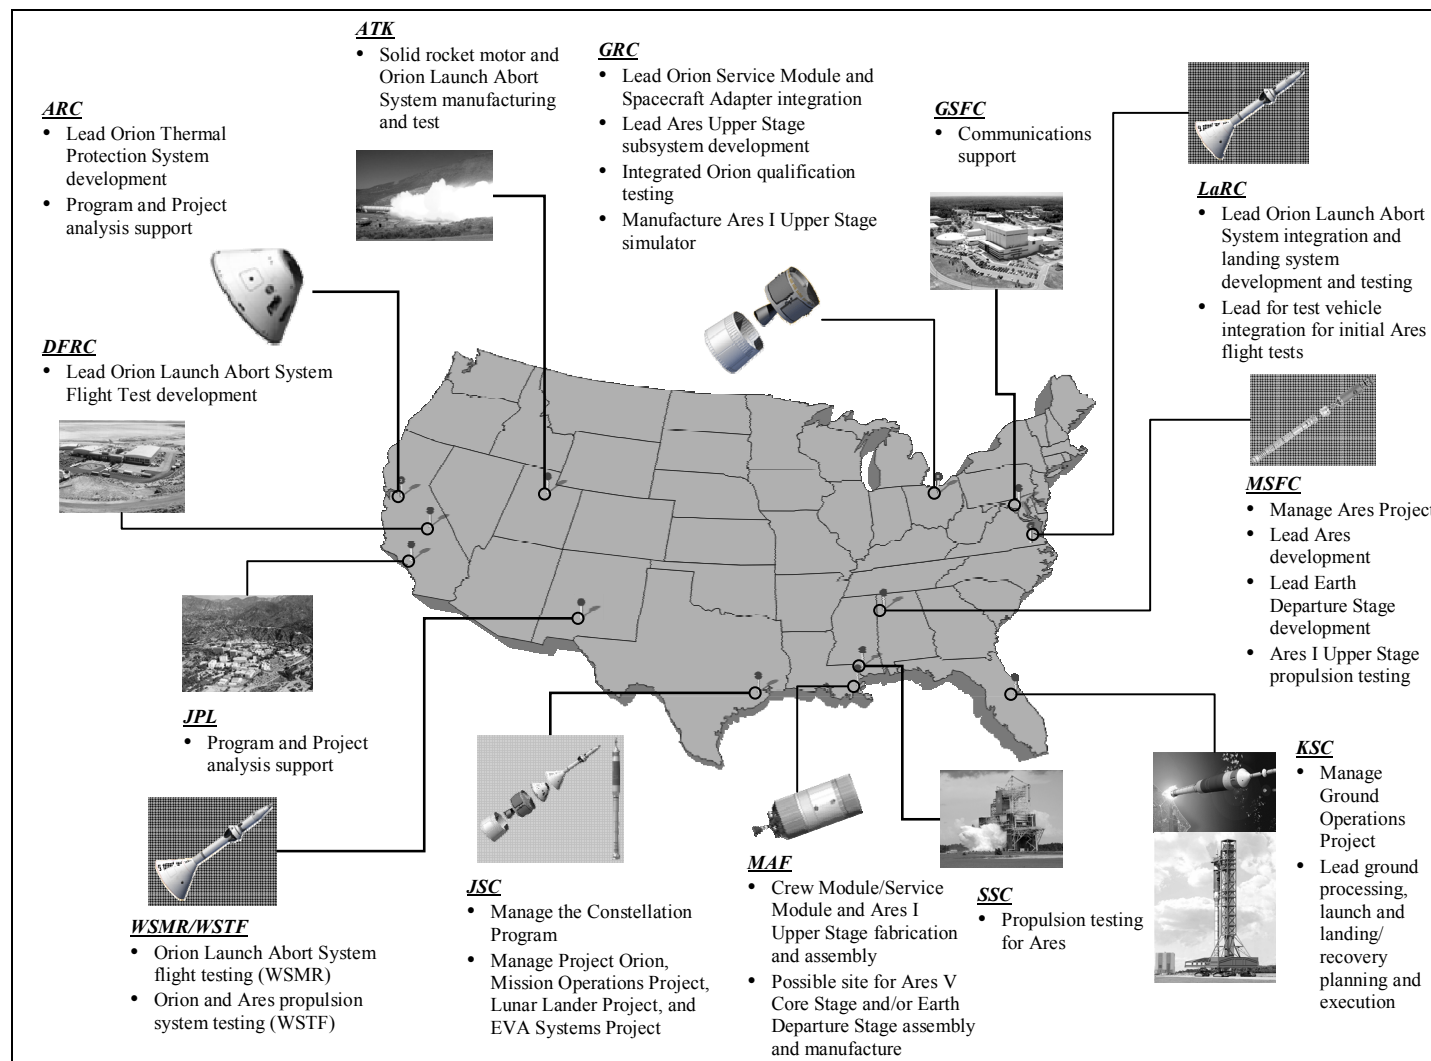 ATK
• Solid rocket motor and
Orion Launch Abort
System manufacturing
and test
GRC
• Lead Orion Service Module and
Spacecraft Adapter integration
• Lead Ares Upper Stage
subsystem development
• Integrated Orion qualification
testing
• Manufacture Ares I Upper Stage
simulator
ARC
• Lead Orion Thermal
Protection System
development
• Program and Project
analysis support
GSFC
• Communications
support
LaRC
• Lead Orion Launch Abort
System integration and
landing system
development and testing
• Lead for test vehicle
integration for initial Ares
flight tests
DFRC
• Lead Orion Launch Abort System
Flight Test development
MSFC
• Manage Ares Project
• Lead Ares
development
• Lead Earth
Departure Stage
development
• Ares I Upper Stage
propulsion testing
JPL
• Program and Project
analysis support
KSC
• Manage
Ground
Operations
Project
• Lead ground
processing,
launch and
landing/
recovery
planning and
execution
WSMR/WSTF
• Orion Launch Abort System
flight testing (WSMR)
• Orion and Ares propulsion
system testing (WSTF)
JSC
• Manage the Constellation
Program
• Manage Project Orion,
Mission Operations Project,
Lunar Lander Project, and
EVA Systems Project
MAF
• Crew Module/Service
Module and Ares I
Upper Stage fabrication
and assembly
• Possible site for Ares V
Core Stage and/or Earth
Departure Stage assembly
and manufacture
SSC
• Propulsion testing
for Ares